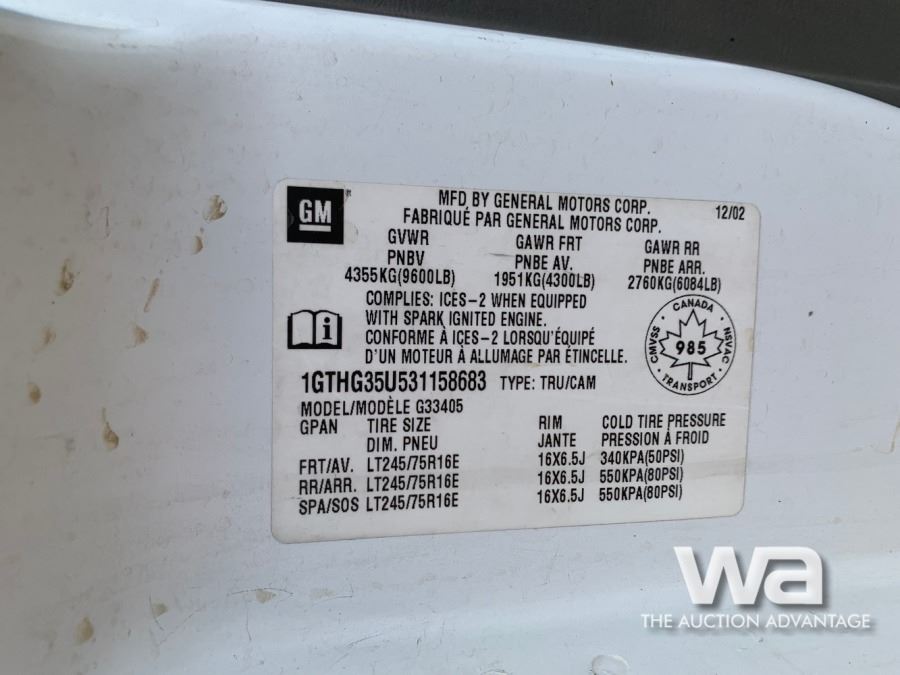 GM
MFD BY GENERAL MOTORS CORP. 12/02
FABRIQUÉ PAR GENERAL MOTORS CORP.
GVWR GAWR FRT GAWR RR
PNBV PNBE AV. PNBE ARR.
4355KG(9600LB) 1951KG(4300LB) 2760KG(6084LB)
COMPLIES: ICES-2 WHEN EQUIPPED
WITH SPARK IGNITED ENGINE.
CONFORME À ICES-2 LORSQU'ÉQUIPÉ
D'UN MOTEUR À ALLUMAGE PAR ÉTINCELLE.
CANADA
CMVSS 985 NSVAC
TRANSPORT
1GTHG35U531158683 TYPE: TRU/CAM
MODEL/MODÈLE G33405
GPAN TIRE SIZE RIM COLD TIRE PRESSURE
DIM. PNEU JANTE PRESSION À FROID
FRT/AV. LT245/75R16E 16X6.5J 340KPA(50PSI)
RR/ARR. LT245/75R16E 16X6.5J 550KPA(80PSI)
SPA/SOS LT245/75R16E 16X6.5J 550KPA(80PSI)
wa
THE AUCTION ADVANTAGE